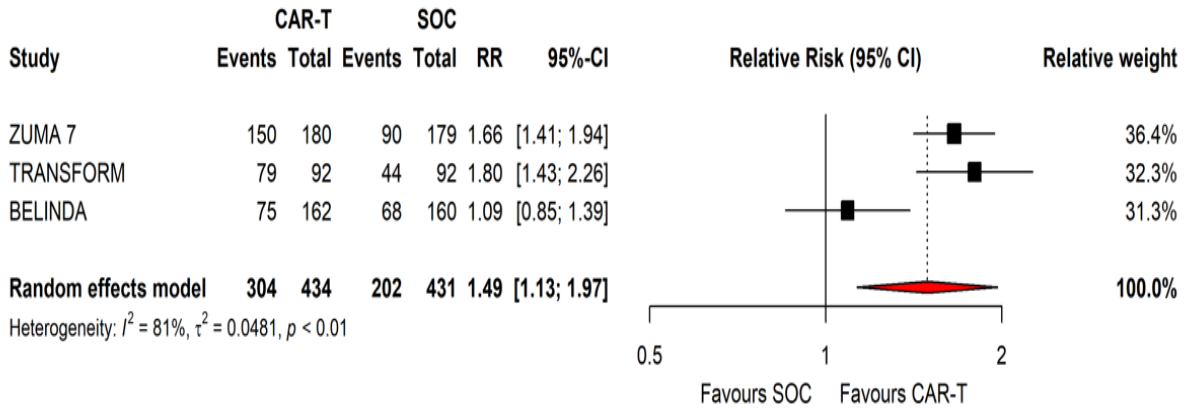 CAR-T SOC
Study Events Total Events Total RR 95%-CI Relative Risk (95% CI) Relative weight
ZUMA 7 150 180 90 179 1.66 [1.41; 1.94] 36.4%
TRANSFORM 79 92 44 92 1.80 [1.43; 2.26] 32.3%
BELINDA 75 162 68 160 1.09 [0.85; 1.39] 31.3%
Random effects model 304 434 202 431 1.49 [1.13; 1.97] 100.0%
Heterogeneity: I² = 81%, τ² = 0.0481, p < 0.01
0.5 1 2
Favours SOC Favours CAR-T